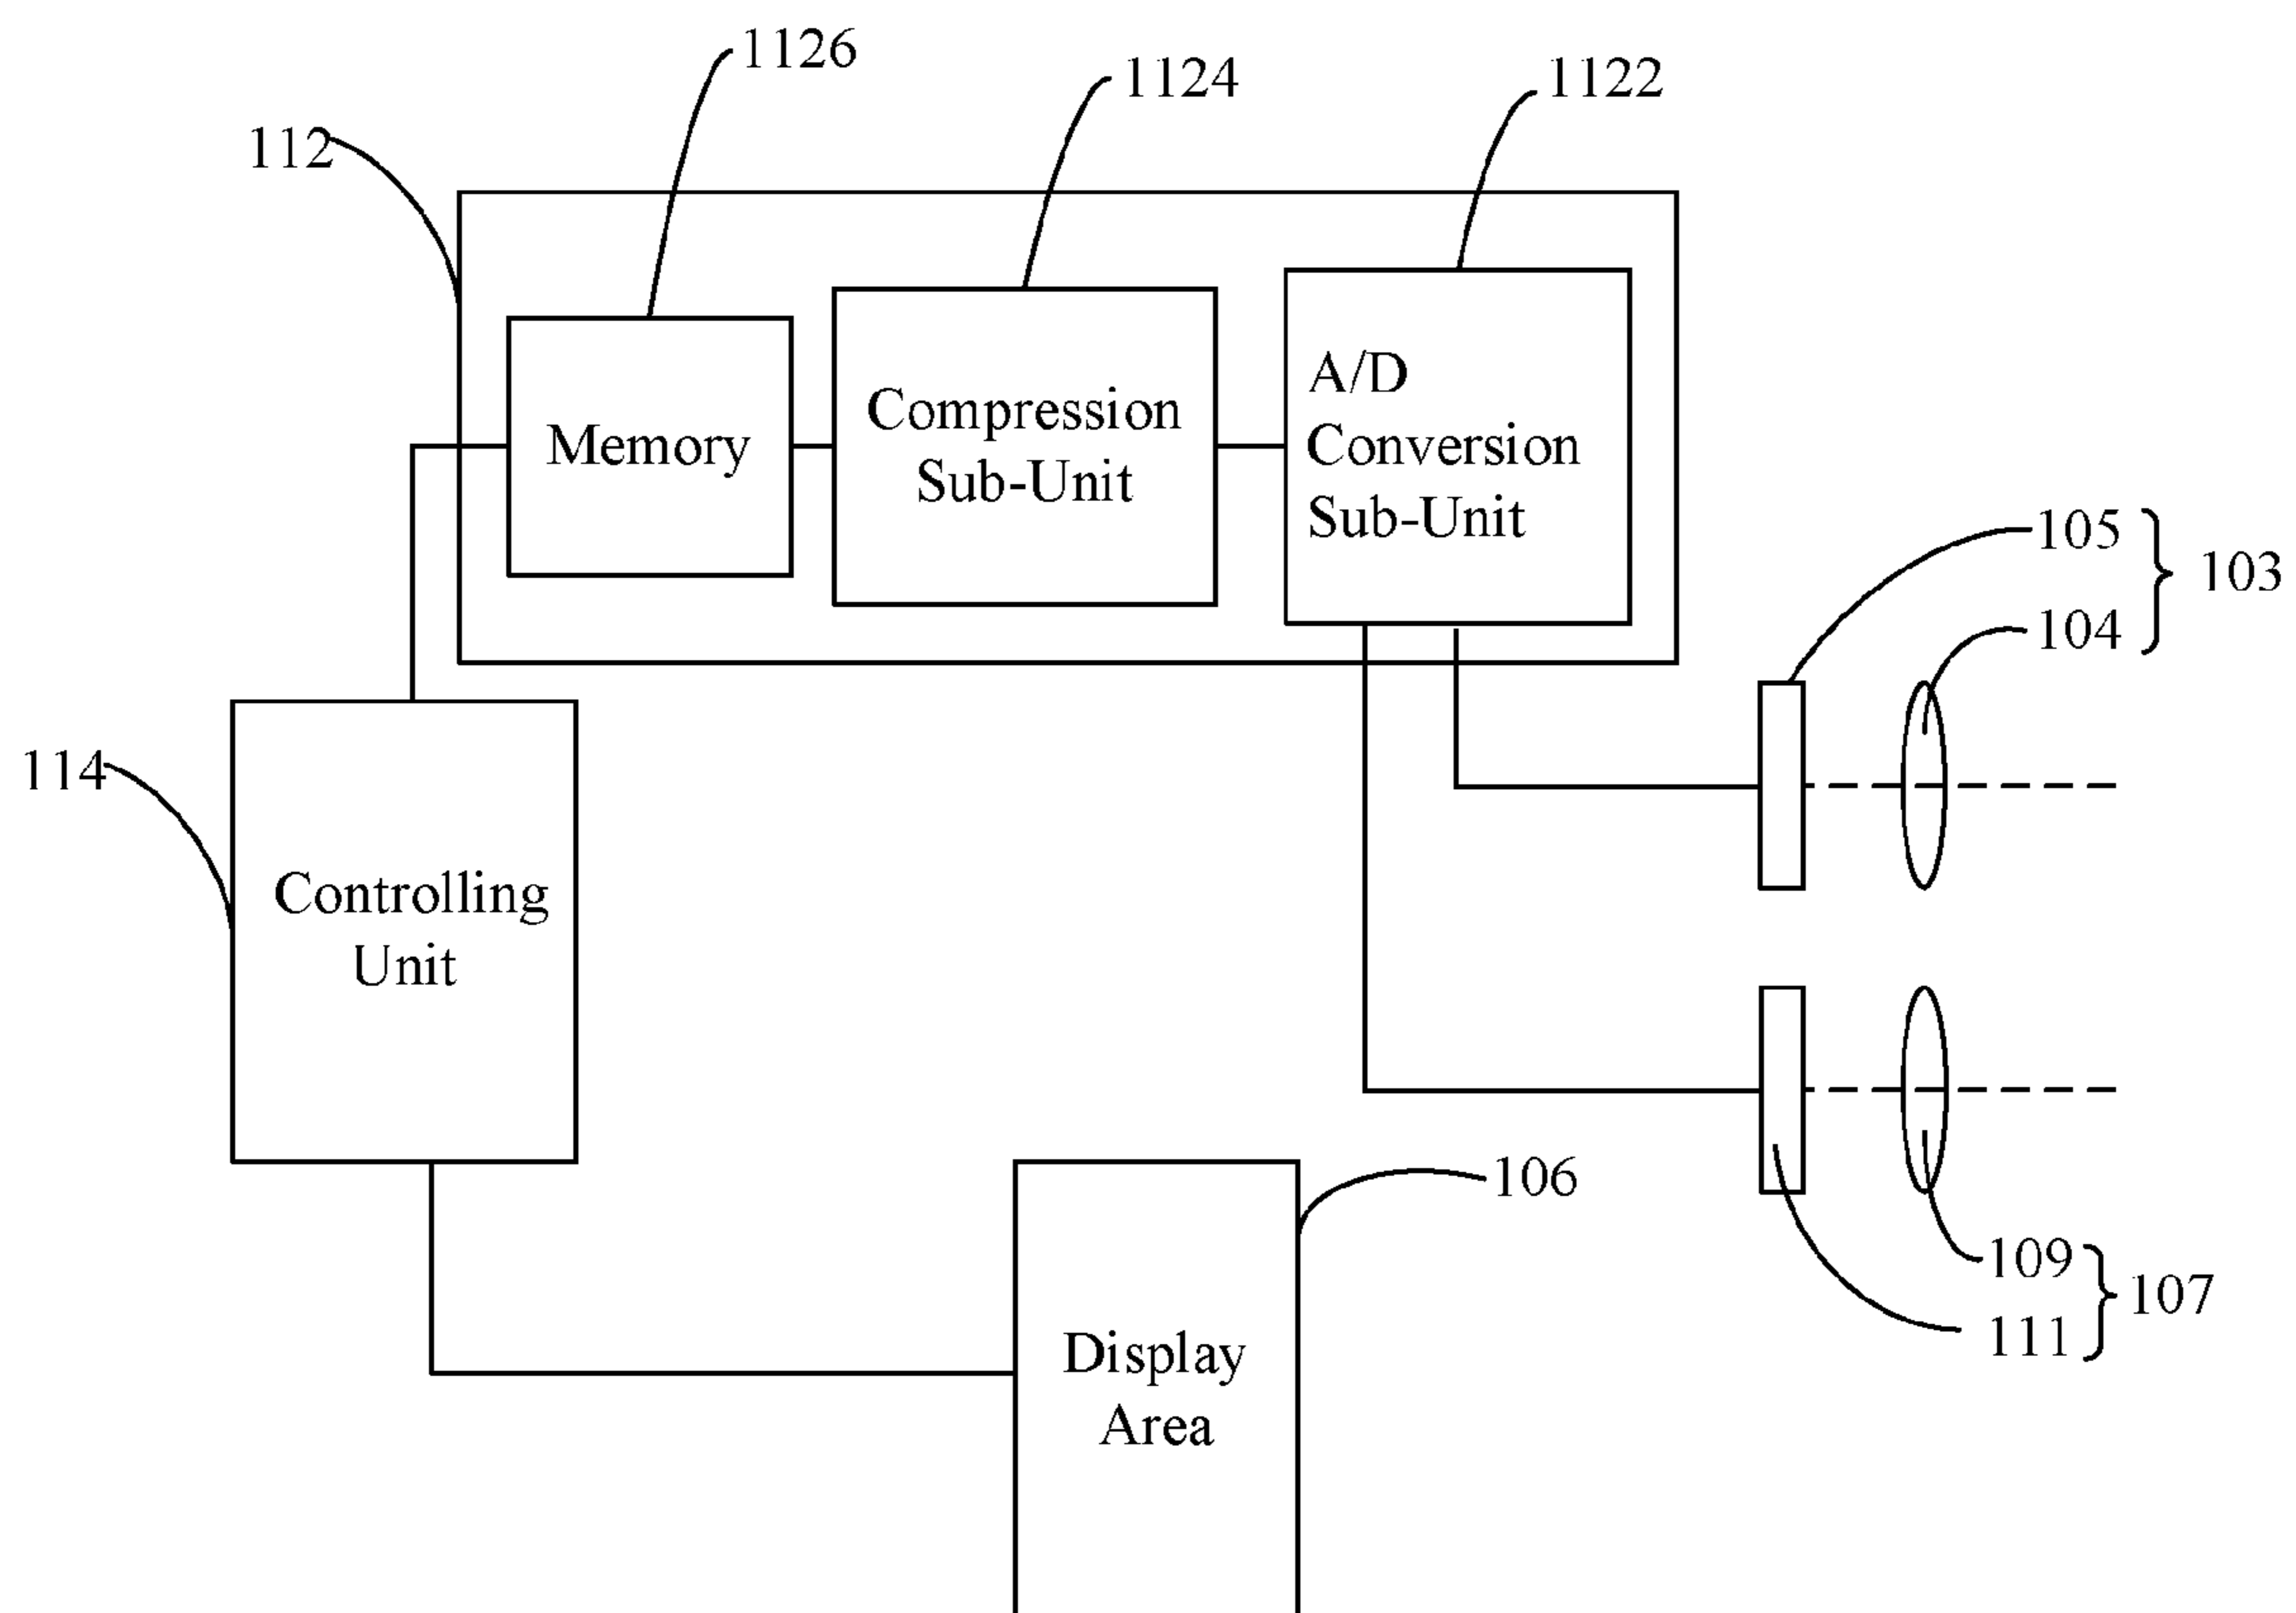 1126
1124
1122
112
A/D
Conversion
Sub-Unit
Compression
Sub-Unit
Memory
105
103
104
114
Controlling
Unit
106
109
107
111
Display
Area